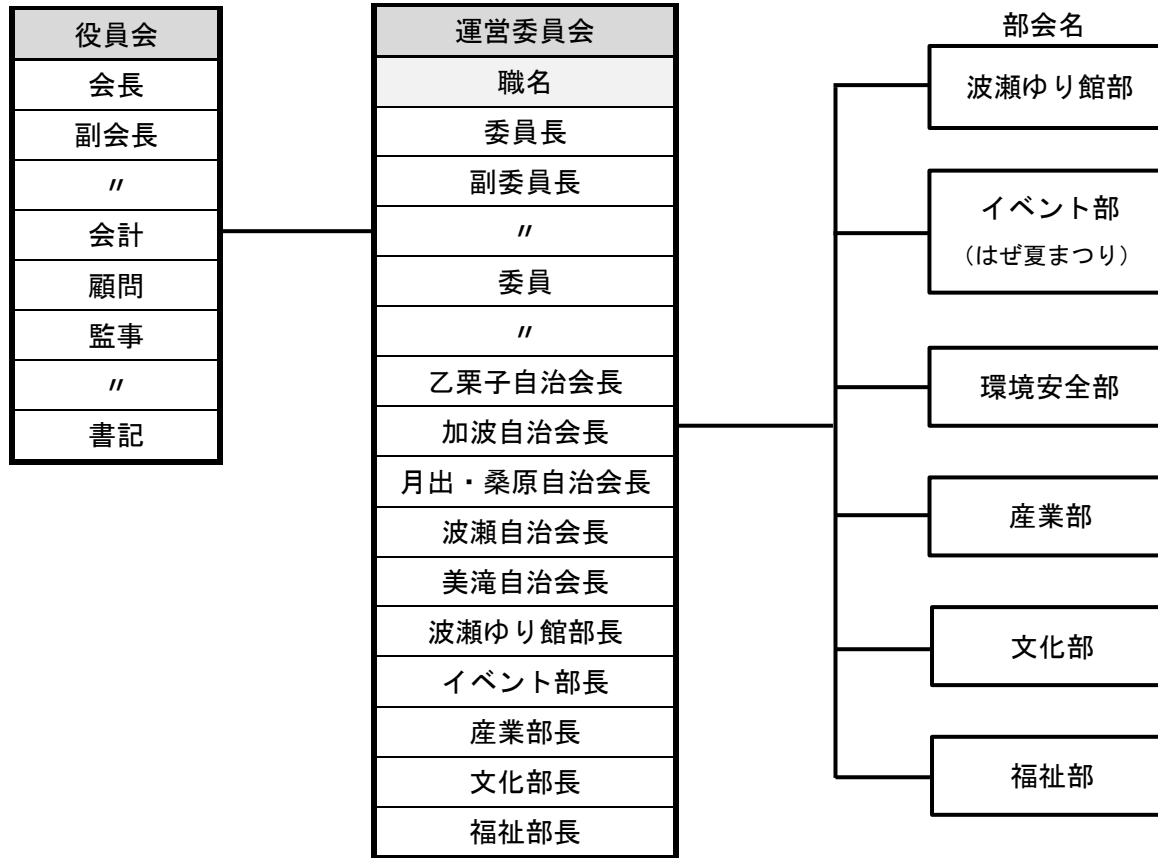 役員会
会長
副会長
〃
会計
顧問
監事
〃
書記
運営委員会
職名
委員長
副委員長
〃
委員
〃
乙栗子自治会長
加波自治会長
月出・桑原自治会長
波瀬自治会長
美滝自治会長
波瀬ゆり館部長
イベント部長
産業部長
文化部長
福祉部長
部会名
波瀬ゆり館部
イベント部
（はぜ夏まつり）
環境安全部
産業部
文化部
福祉部